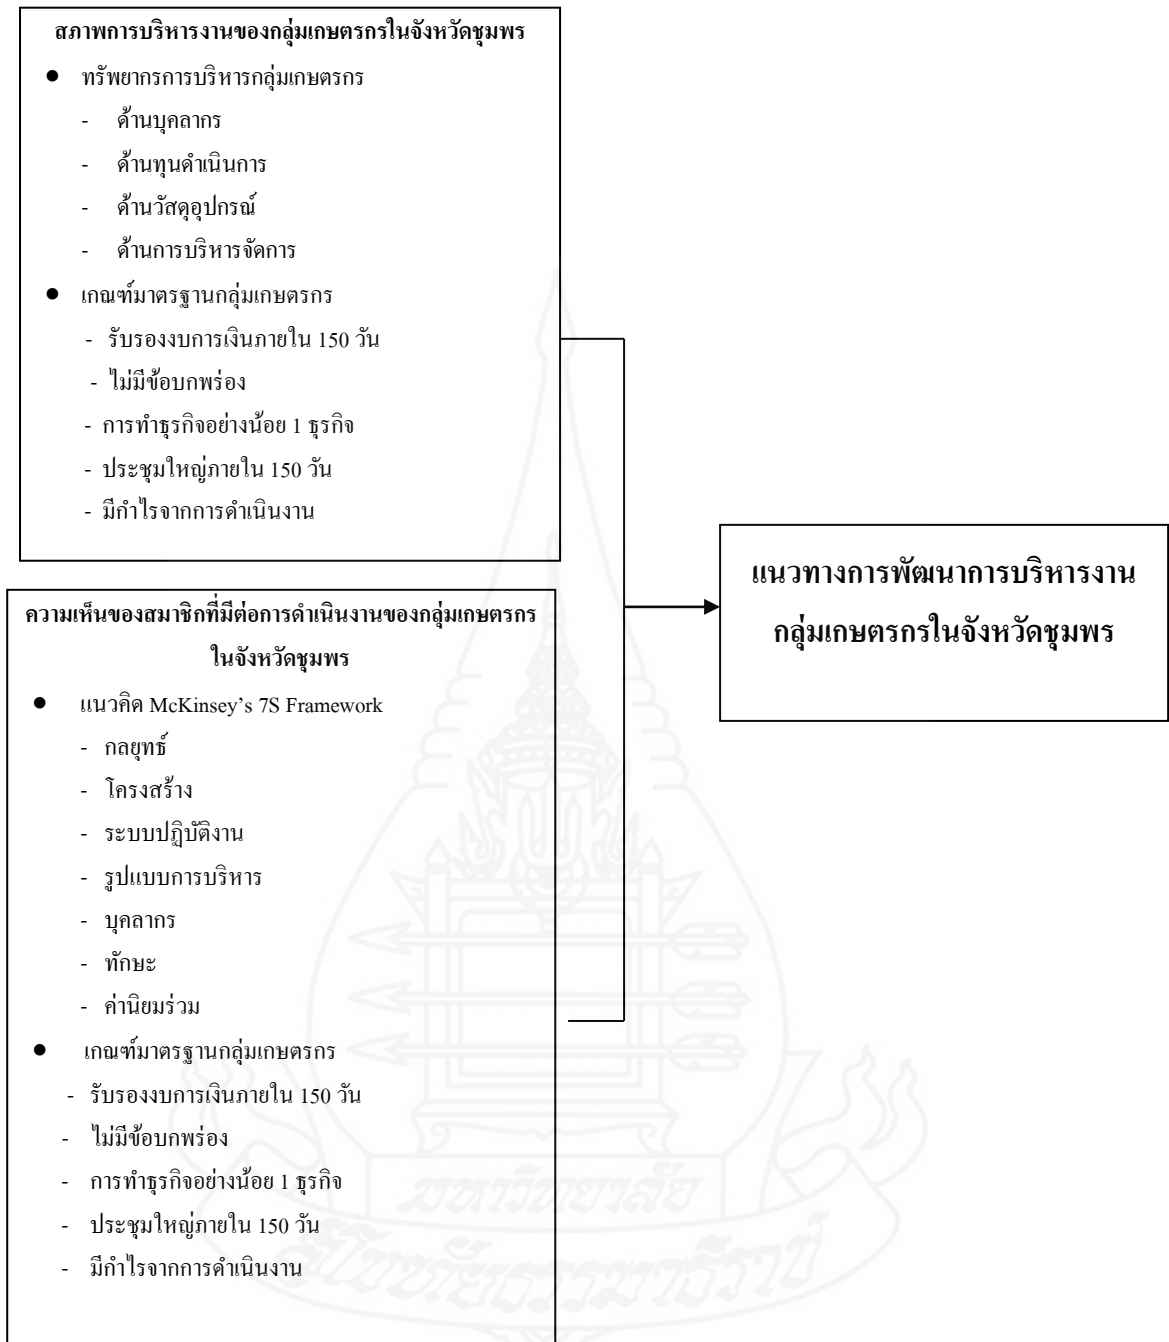 สภาพการบริหารงานของกลุ่มเกษตรกรในจังหวัดชุมพร
● ทรัพยากรการบริหารกลุ่มเกษตรกร
- ด้านบุคลากร
- ด้านทุนดำเนินการ
- ด้านวัสดุอุปกรณ์
- ด้านการบริหารจัดการ
● เกณฑ์มาตรฐานกลุ่มเกษตรกร
- รับรองงบการเงินภายใน 150 วัน
- ไม่มีข้อบกพร่อง
- การทำธุรกิจอย่างน้อย 1 ธุรกิจ
- ประชุมใหญ่ภายใน 150 วัน
- มีกำไรจากการดำเนินงาน
ความเห็นของสมาชิกที่มีต่อการดำเนินงานของกลุ่มเกษตรกร
ในจังหวัดชุมพร
● แนวคิด McKinsey's 7S Framework
- กลยุทธ์
- โครงสร้าง
- ระบบปฏิบัติงาน
- รูปแบบการบริหาร
- บุคลากร
- ทักษะ
- ค่านิยมร่วม
● เกณฑ์มาตรฐานกลุ่มเกษตรกร
- รับรองงบการเงินภายใน 150 วัน
- ไม่มีข้อบกพร่อง
- การทำธุรกิจอย่างน้อย 1 ธุรกิจ
- ประชุมใหญ่ภายใน 150 วัน
- มีกำไรจากการดำเนินงาน
แนวทางการพัฒนาการบริหารงาน
กลุ่มเกษตรกรในจังหวัดชุมพร
มหาวิทยาลัย
สุโขทัยธรรมาธิราช